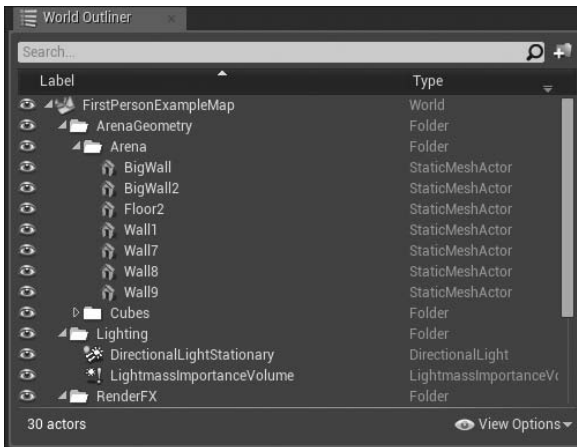 World Outliner
Search...
Label Type
FirstPersonExampleMap World
ArenaGeometry Folder
Arena Folder
BigWall StaticMeshActor
BigWall2 StaticMeshActor
Floor2 StaticMeshActor
Wall1 StaticMeshActor
Wall7 StaticMeshActor
Wall8 StaticMeshActor
Wall9 StaticMeshActor
Cubes Folder
Lighting Folder
DirectionalLightStationary DirectionalLight
LightmassImportanceVolume LightmassImportanceVo
RenderFX Folder
30 actors View Options